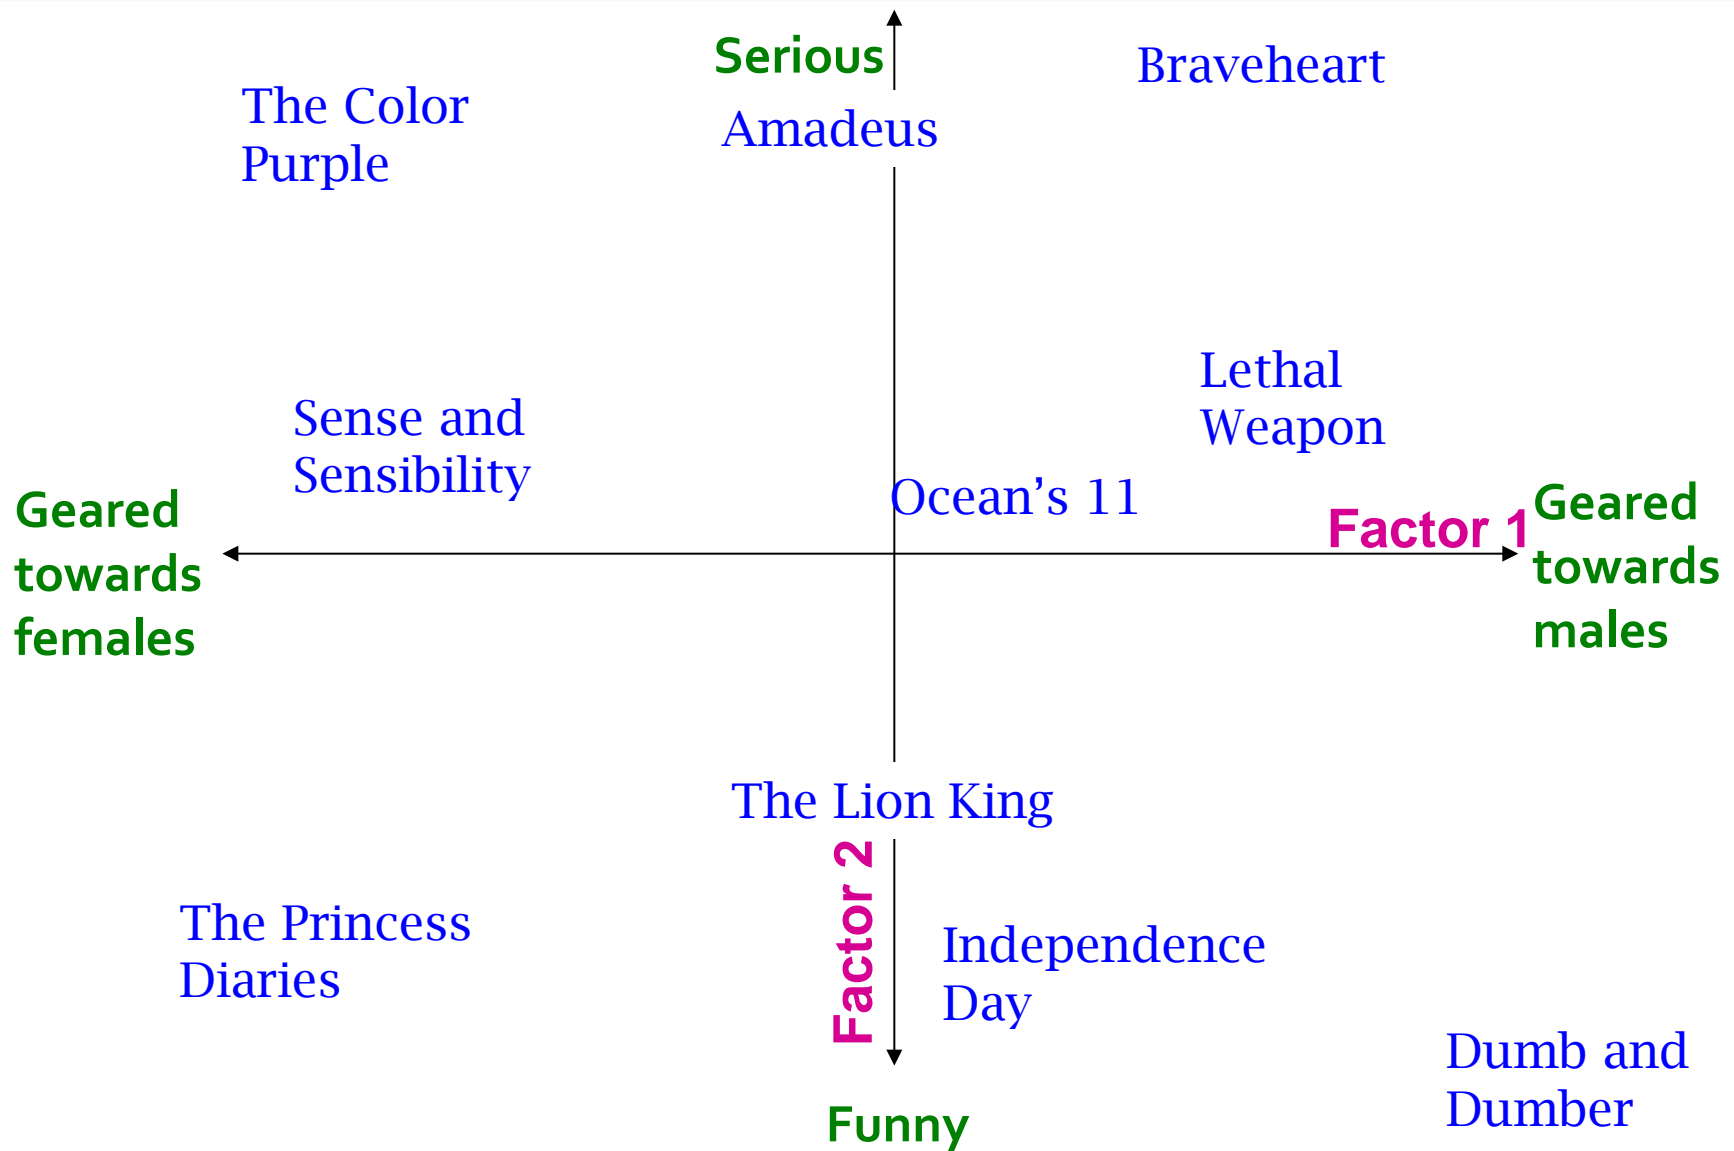 Serious
Braveheart
The Color
Purple
Amadeus
Lethal
Weapon
Sense and
Sensibility
Ocean’s 11
Factor 1
Geared
towards
females
Geared
towards
males
The Lion King
Factor 2
The Princess
Diaries
Independence
Day
Dumb and
Dumber
Funny